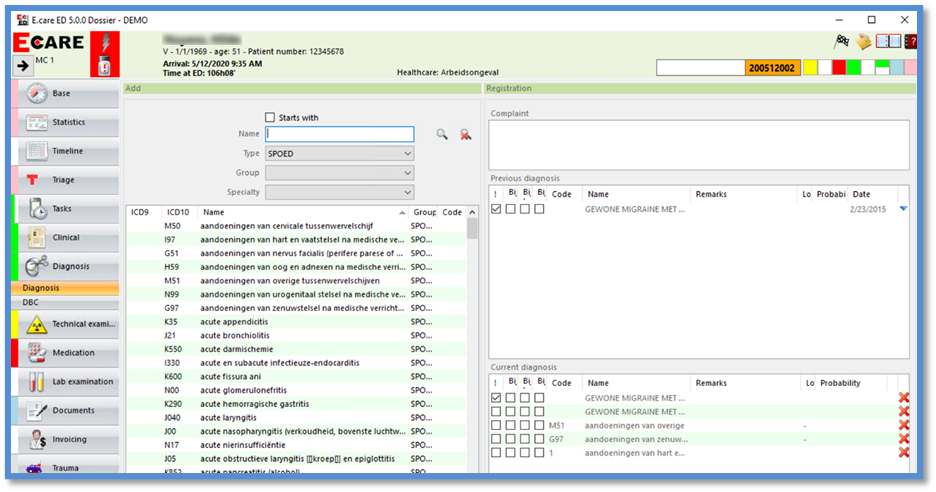 E.care ED 5.0.0 Dossier - DEMO
ECARE
MC 1
V - 1/1/1969 - age: 51 - Patient number: 12345678
Arrival: 5/12/2020 9:35 AM
Time at ED: 106h08'
Healthcare: Arbeidsongeval
200512002
Base
Statistics
Timeline
Triage
Tasks
Clinical
Diagnosis
Diagnosis
DBC
Technical exami...
Medication
Lab examination
Documents
Invoicing
Trauma
Add
Starts with
Name
Type SPOED
Group
Specialty
ICD9 ICD10 Name Group Code
M50 aandoeningen van cervicale tussenwervelschijf SPO...
I97 aandoeningen van hart en vaatstelsel na medische ve... SPO...
G51 aandoeningen van nervus facialis (perifere parese of ... SPO...
H59 aandoeningen van oog en adnexen na medische verri... SPO...
M51 aandoeningen van overige tussenwervelschijven SPO...
N99 aandoeningen van urogenitaal stelsel na medische ve... SPO...
G97 aandoeningen van zenuwstelsel na medische verricht... SPO...
K35 acute appendicitis SPO...
J21 acute bronchiolitis SPO...
K550 acute darmischemie SPO...
I330 acute en subacute infectieuze-endocarditis SPO...
K600 acute fissura ani SPO...
N00 acute glomerulonefritis SPO...
K290 acute hemorragische gastritis SPO...
J040 acute laryngitis SPO...
J00 acute nasopharyngitis (verkoudheid, bovenste luchtw... SPO...
N17 acute nierinsufficiëntie SPO...
J05 acute obstructieve laryngitis [[kroep]] en epiglottitis SPO...
K852 acute pancreatitis (alcohol) SPO...
Registration
Complaint
Previous diagnosis
! Bi Bi Bi Code Name Remarks Lo Probabi Date
GEWONE MIGRAINE MET ... 2/23/2015
Current diagnosis
! Bi Bi Bi Code Name Remarks Lo Probability
GEWONE MIGRAINE MET ...
GEWONE MIGRAINE MET ...
M51 aandoeningen van overige -
G97 aandoeningen van zenuw... -
1 aandoeningen van hart e... -